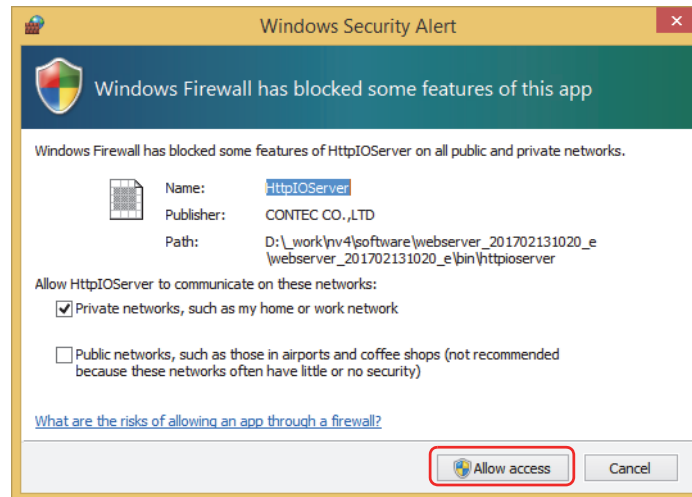 Windows Security Alert
Windows Firewall has blocked some features of this app
Windows Firewall has blocked some features of HttpIOServer on all public and private networks.
Name: HttpIOServer
Publisher: CONTEC CO.,LTD
Path: D:\_work\nv4\software\webserver_201702131020_e
\webserver_201702131020_e\bin\httpioserver
Allow HttpIOServer to communicate on these networks:
Private networks, such as my home or work network
Public networks, such as those in airports and coffee shops (not recommended
because these networks often have little or no security)
What are the risks of allowing an app through a firewall?
Allow access Cancel